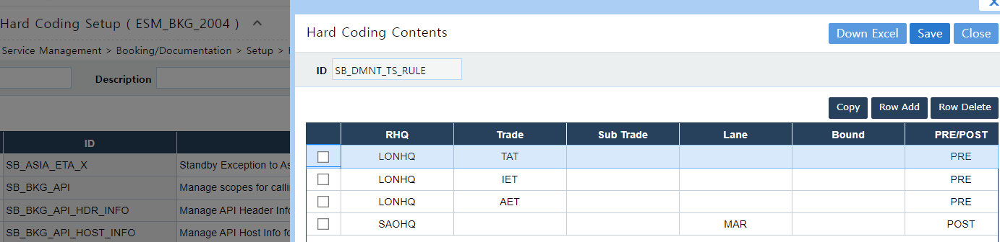 Hard Coding Setup ( ESM_BKG_2004 )
Service Management > Booking/Documentation > Setup >
Description
ID
SB_ASIA_ETA_X Standby Exception to As
SB_BKG_API Manage scopes for calli
SB_BKG_API_HDR_INFO Manage API Header Info
SB_BKG_API_HOST_INFO Manage API Host Info fo
X
Hard Coding Contents
Down Excel Save Close
ID SB_DMNT_TS_RULE
Copy Row Add Row Delete
RHQ Trade Sub Trade Lane Bound PRE/POST
LONHQ TAT PRE
LONHQ IET PRE
LONHQ AET PRE
SAOHQ MAR POST